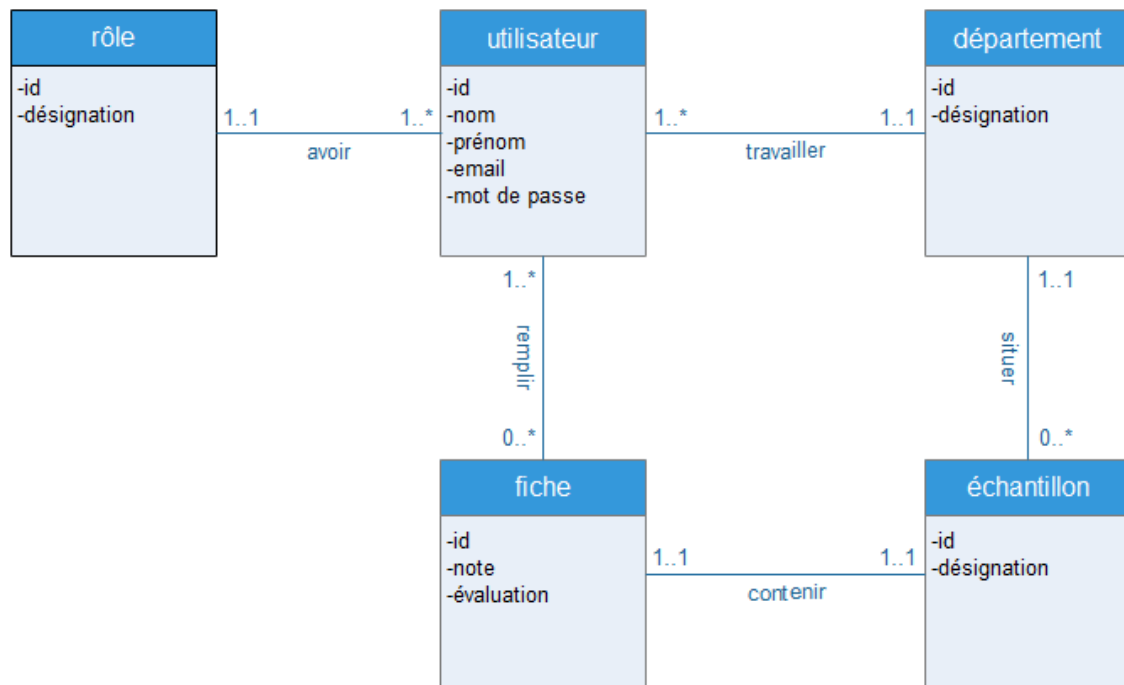 rôle
-id
-désignation
1..1
avoir
1..*
utilisateur
-id
-nom
-prénom
-email
-mot de passe
1..*
travailler
1..1
département
-id
-désignation
1..*
remplir
0..*
1..1
situer
0..*
fiche
-id
-note
-évaluation
1..1
contenir
1..1
échantillon
-id
-désignation